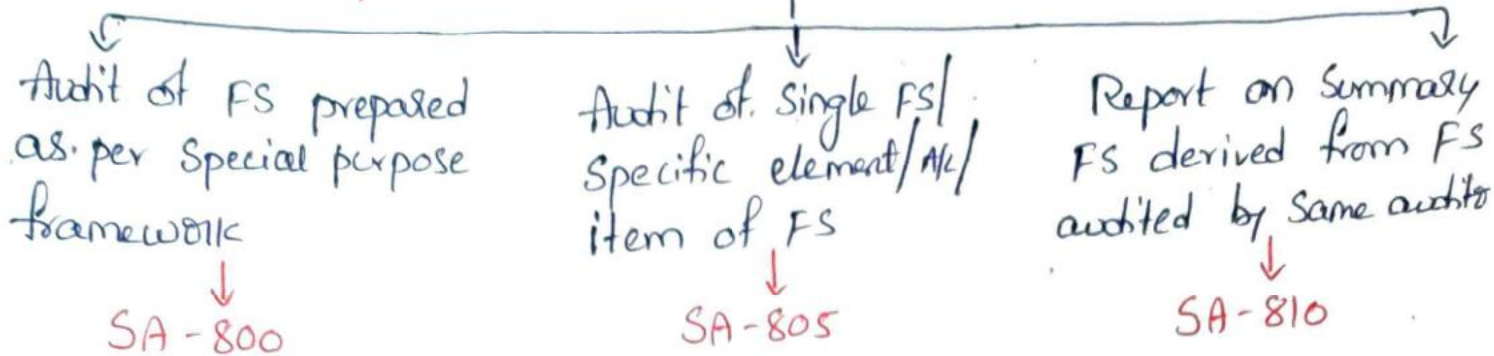 Audit of FS prepared
as per Special purpose
framework
SA-800
Audit of Single FS/
Specific element/A/c/
item of FS
SA-805
Report on Summary
FS derived from FS
audited by Same auditor
SA-810